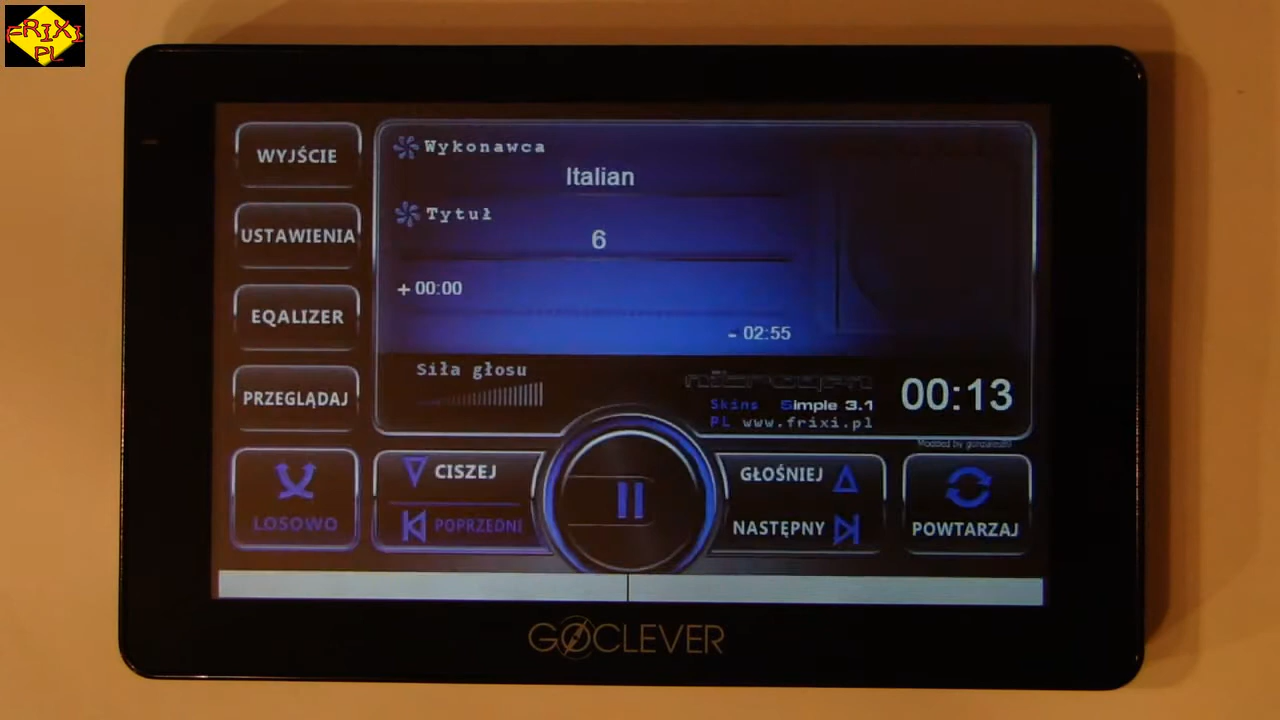 FRiXi
PL
WYJŚCIE
Wykonawca
Italian
USTAWIENIA
Tytuł
6
EQALIZER
+ 00:00
- 02:55
PRZEGLĄDAJ
Siła głosu
00:13
Skins Simple 3.1
PL www.frixi.pl
LOSOWO
CISZEJ
GŁOŚNIEJ
POPRZEDNI
NASTĘPNY
POWTARZAJ
GOCLEVER